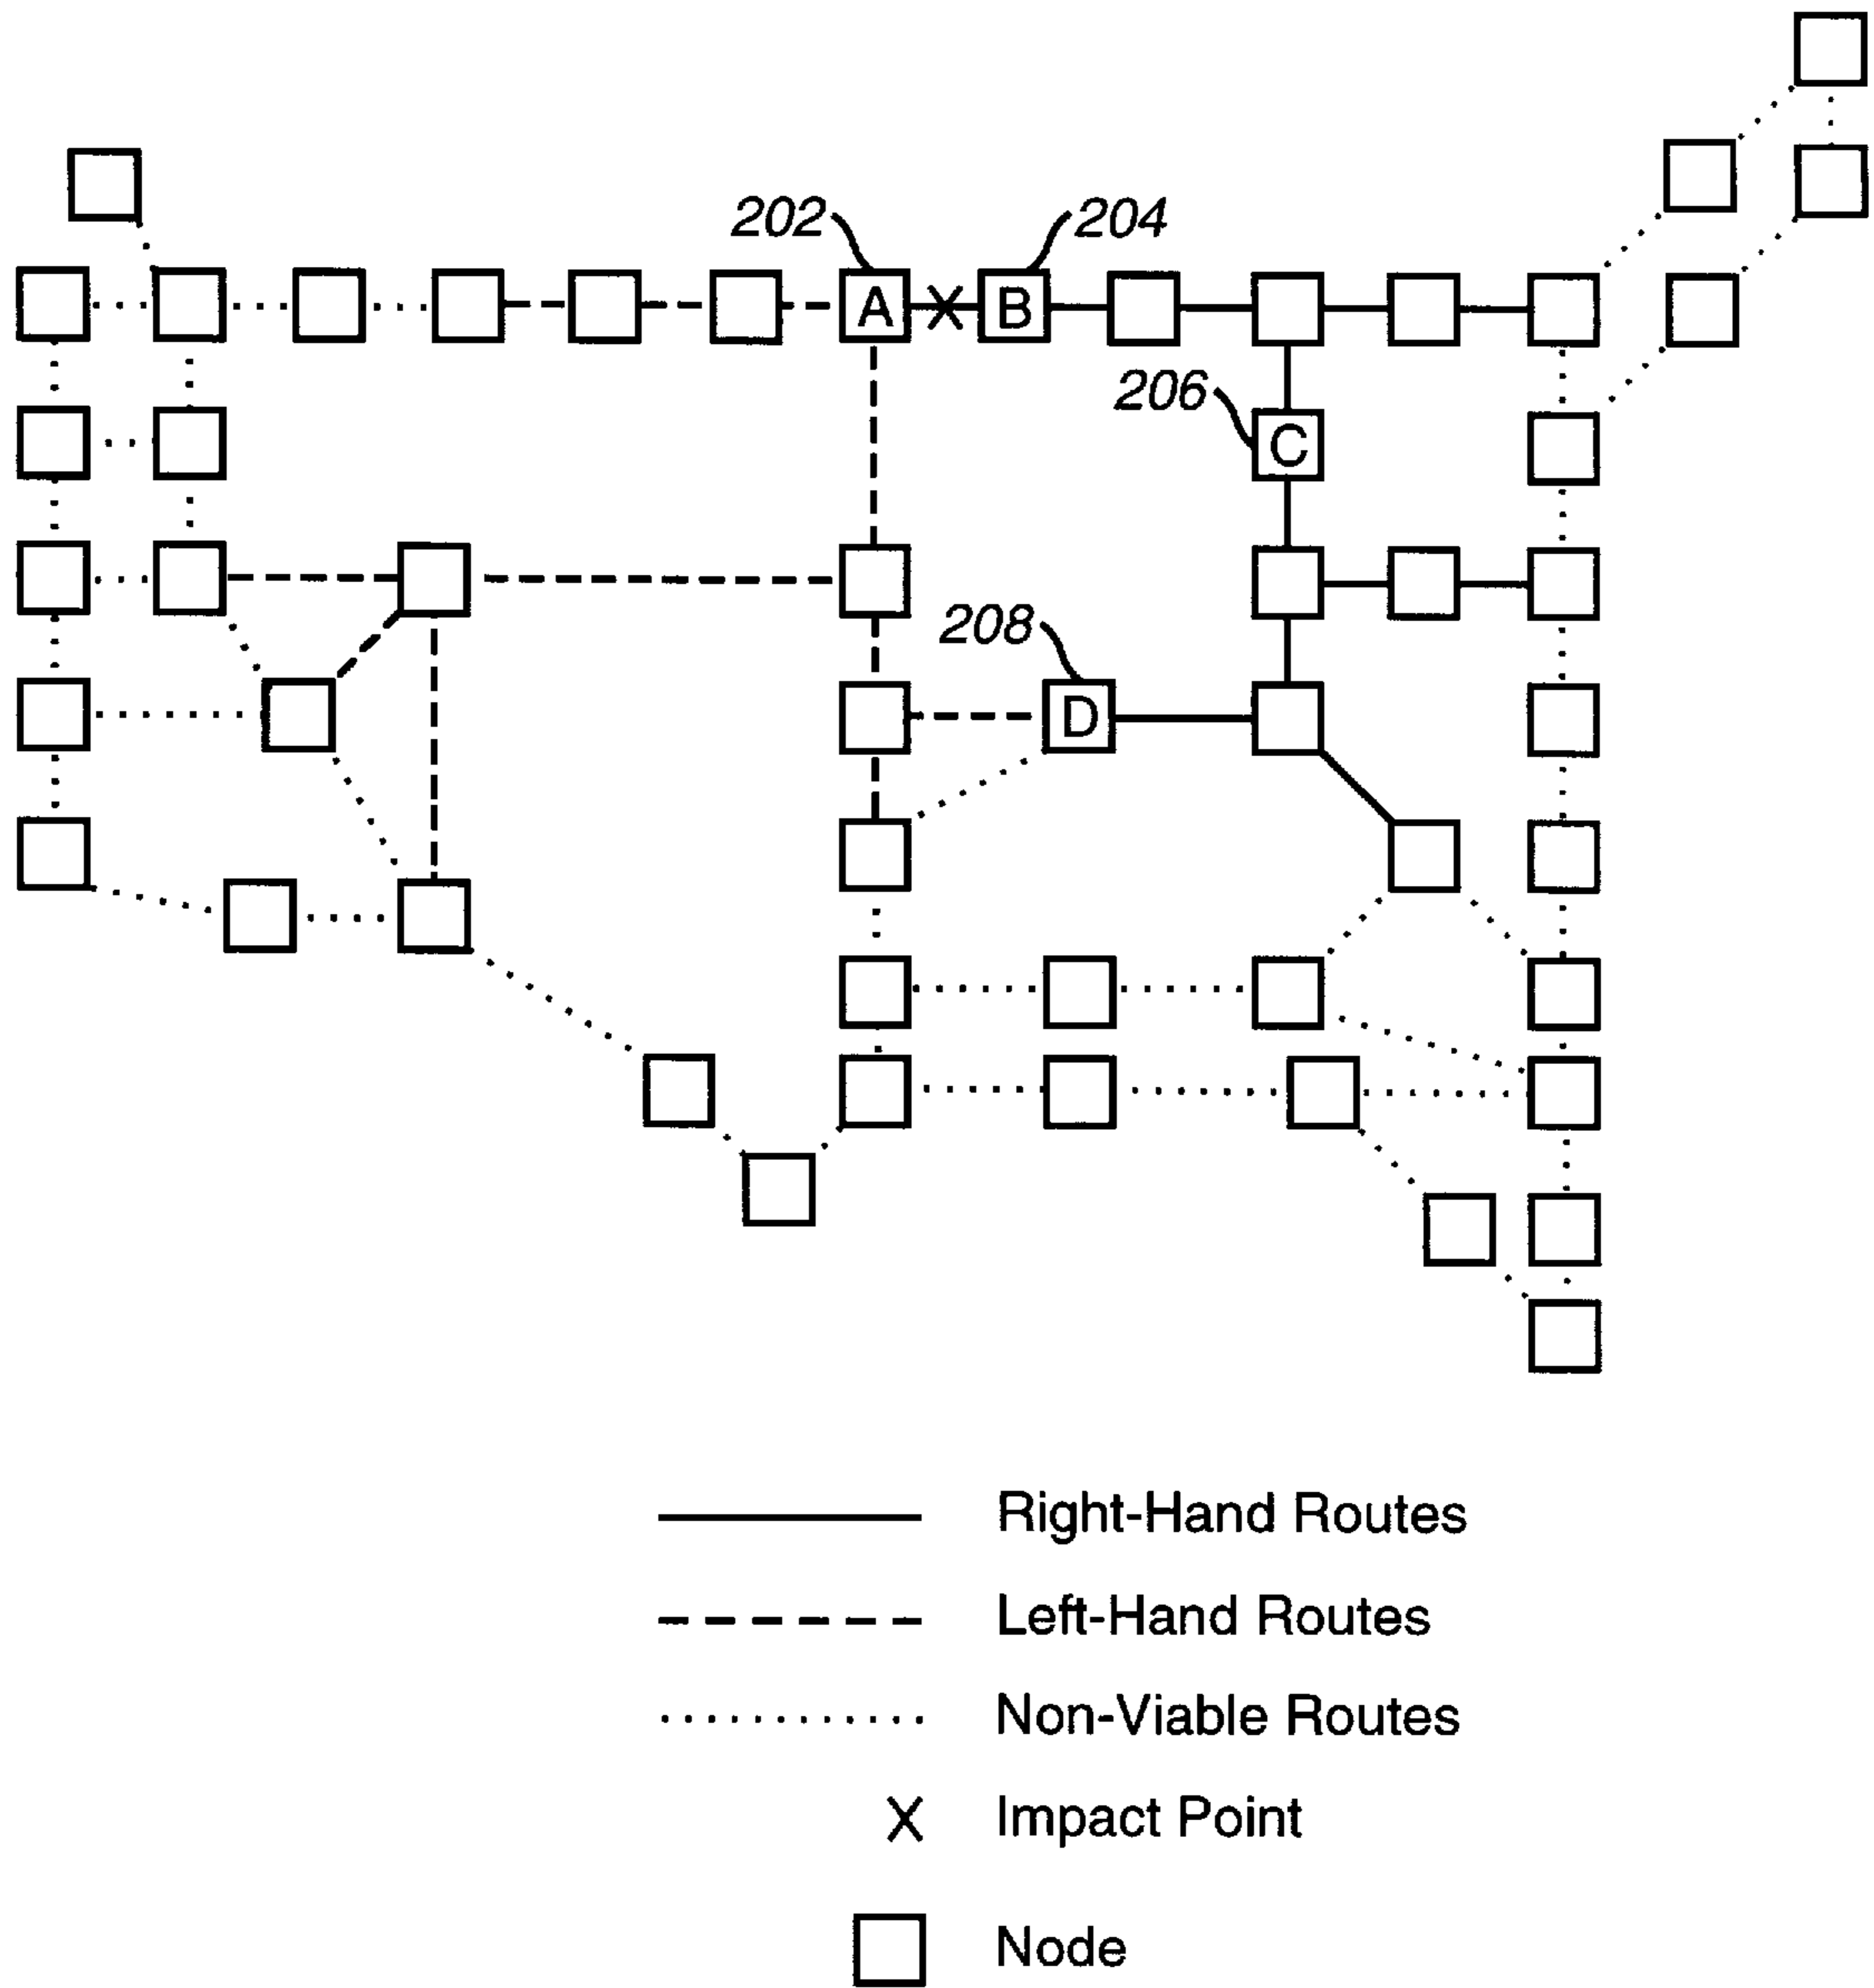 202
204
A
B
206
C
208
D
Right-Hand Routes
Left-Hand Routes
Non-Viable Routes
X Impact Point
Node